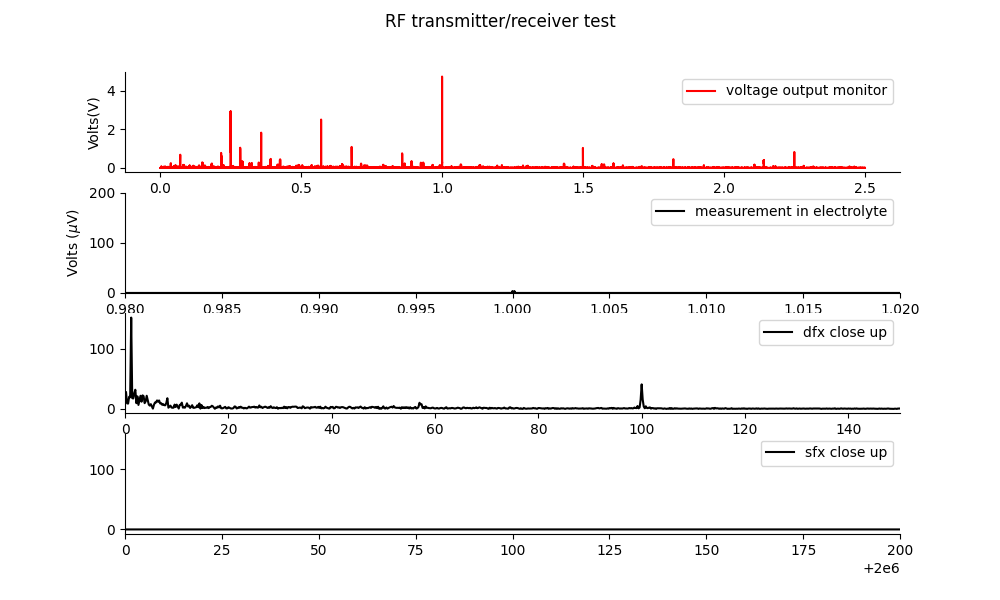 RF transmitter/receiver test
Volts(V)
4
2
0
voltage output monitor
0.0 0.5 1.0 1.5 2.0 2.5
Volts (μV)
200
100
0
measurement in electrolyte
0.980 0.985 0.990 0.995 1.000 1.005 1.010 1.015 1.020
100
0
dfx close up
0 20 40 60 80 100 120 140
100
0
sfx close up
0 25 50 75 100 125 150 175 200
+2e6